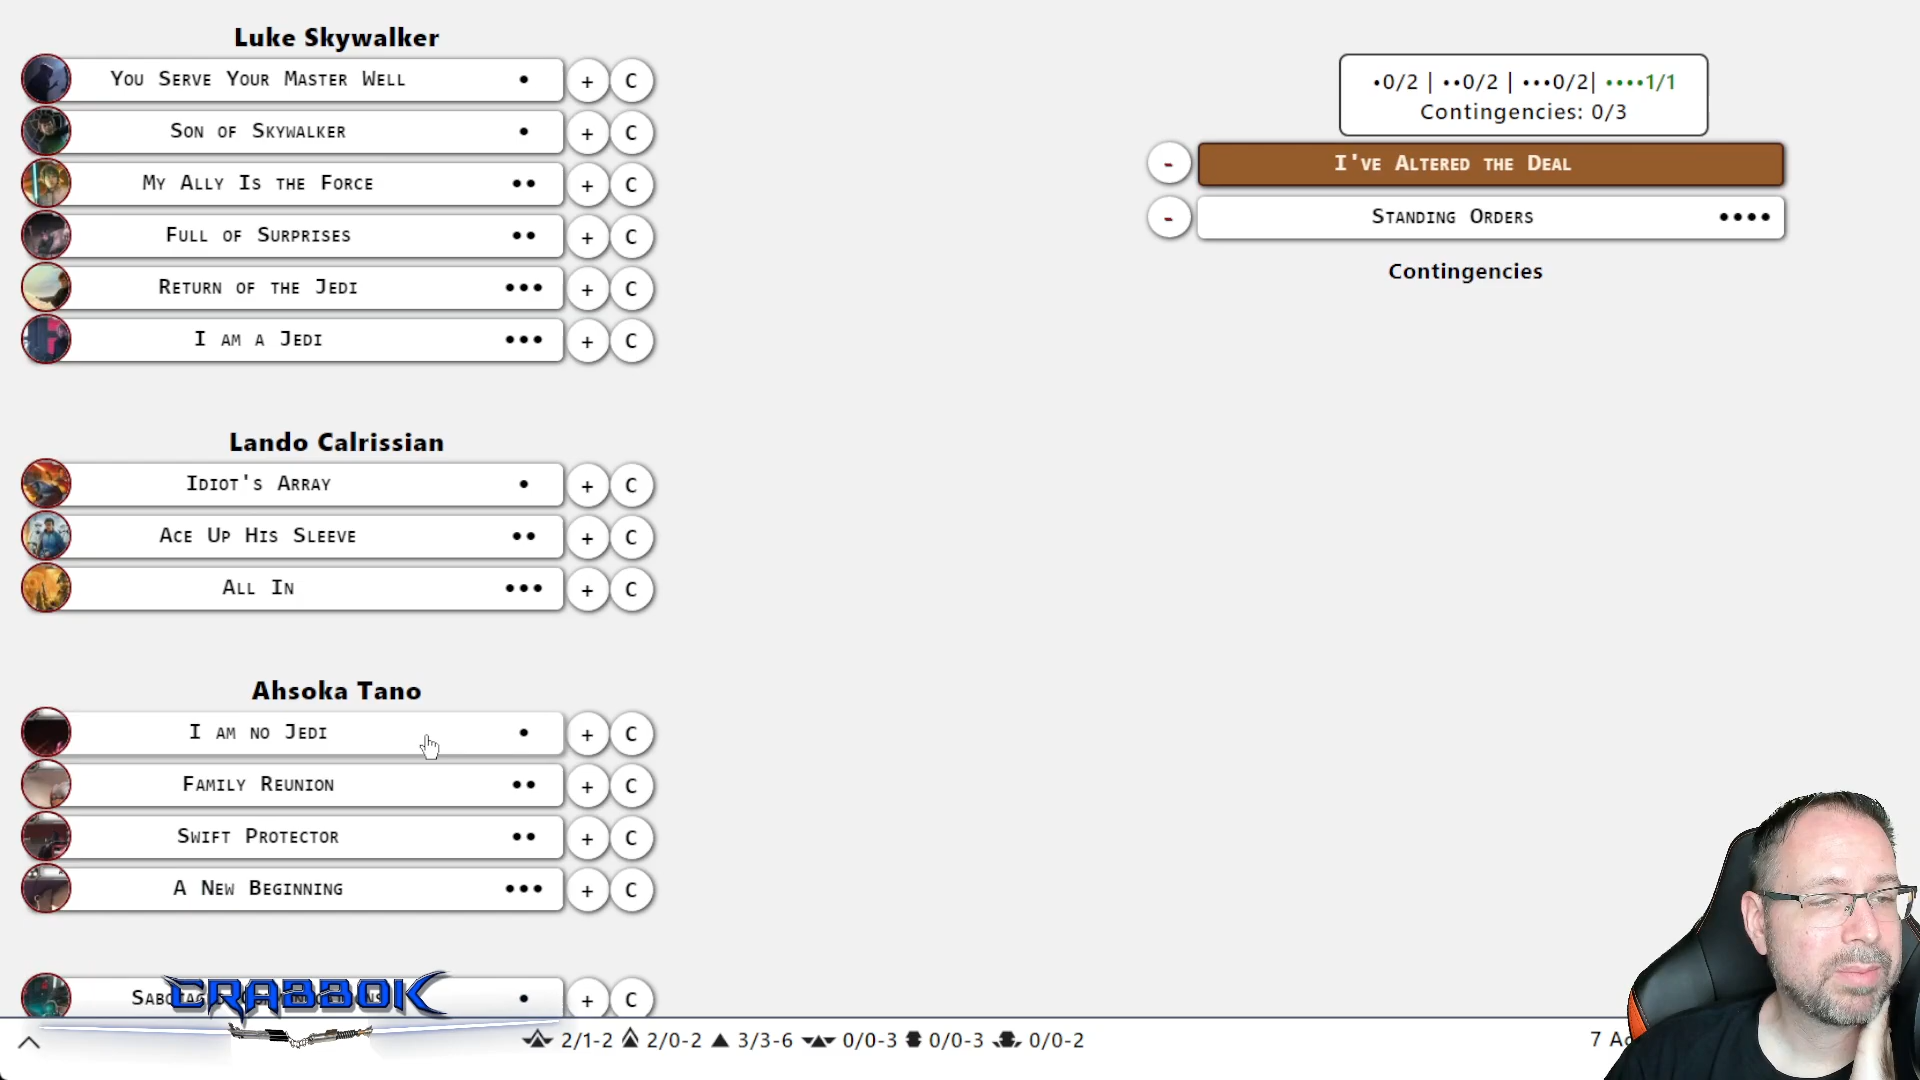 Luke Skywalker
You Serve Your Master Well • + C
Son of Skywalker • + C
My Ally Is the Force •• + C
Full of Surprises •• + C
Return of the Jedi ••• + C
I am a Jedi ••• + C
Lando Calrissian
Idiot's Array • + C
Ace Up His Sleeve •• + C
All In ••• + C
Ahsoka Tano
I am no Jedi • + C
Family Reunion •• + C
Swift Protector •• + C
A New Beginning ••• + C
• + C
CRABBOK
•0/2 | ••0/2 | •••0/2| ••••1/1
Contingencies: 0/3
- I've Altered the Deal
- Standing Orders ••••
Contingencies
2/1-2 2/0-2 3/3-6 0/0-3 0/0-3 0/0-2
7